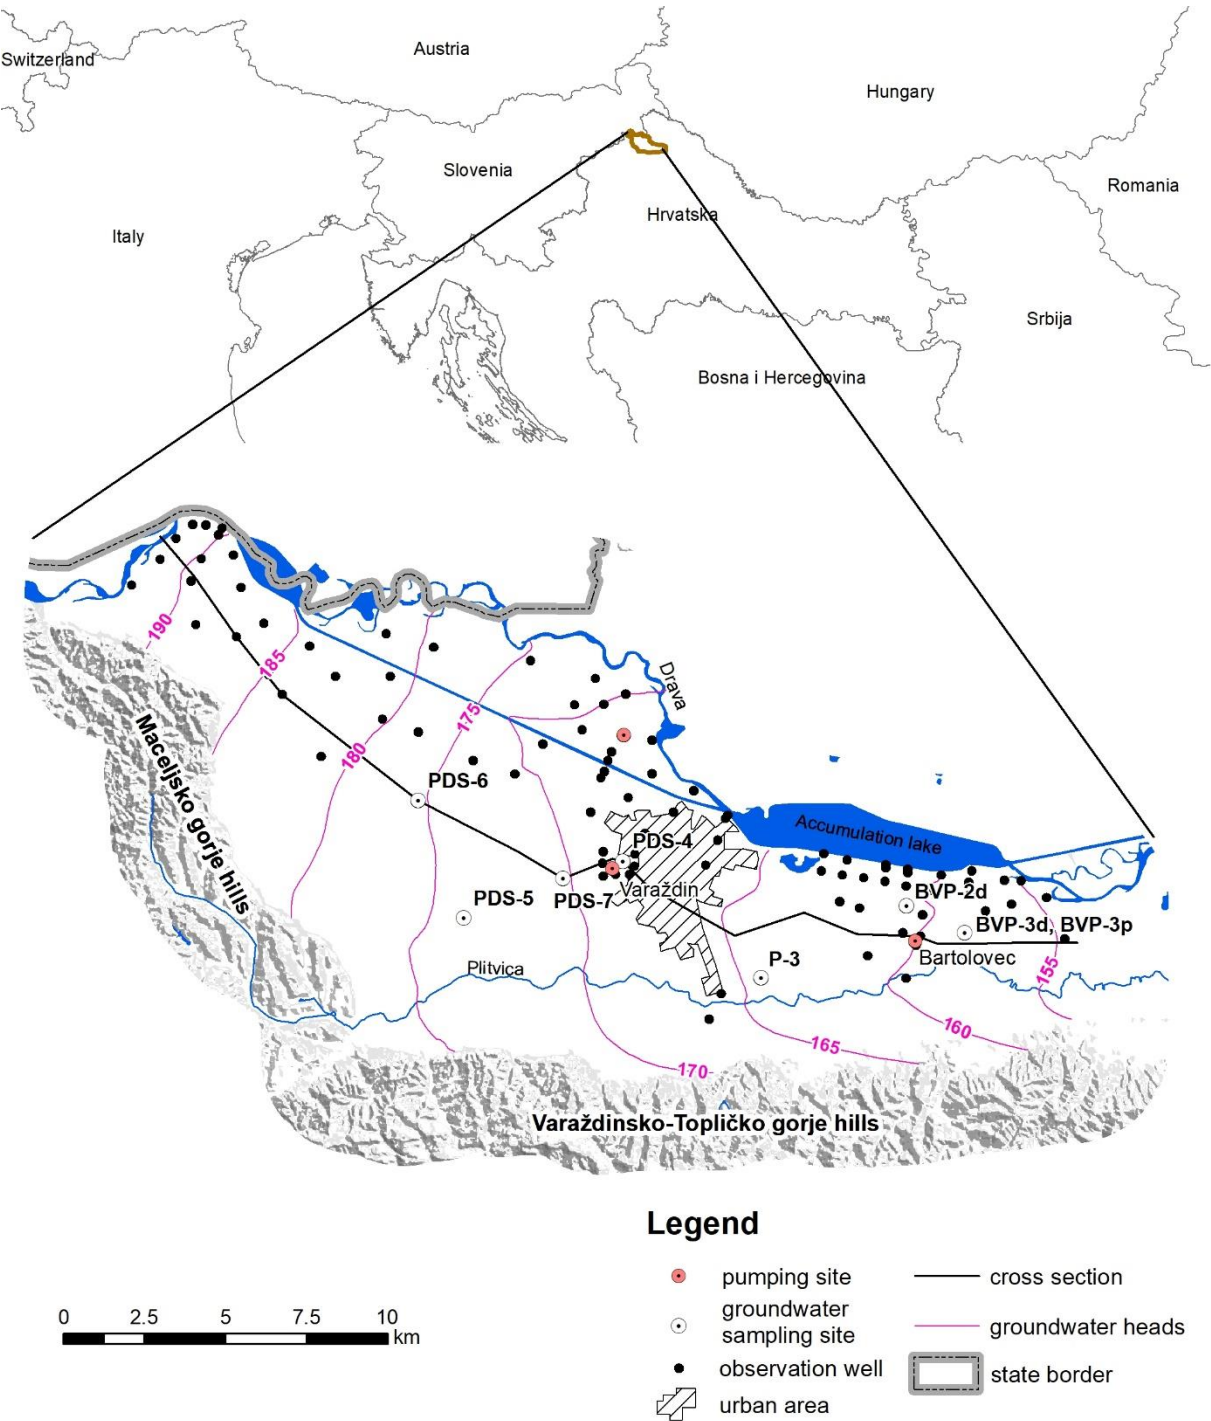 Switzerland
Austria
Hungary
Slovenia
Romania
Hrvatska
Italy
Srbija
Bosna i Hercegovina
190
185
Drava
175
Maceljsko gorje hills
180
PDS-6
Accumulation lake
PDS-4
Varaždin
PDS-5
PDS-7
BVP-2d
BVP-3d, BVP-3p
P-3
Bartolovec
Plitvica
155
160
165
170
Varaždinsko-Topličko gorje hills
Legend
pumping site
cross section
groundwater
sampling site
groundwater heads
observation well
state border
urban area
0 2.5 5 7.5 10
km